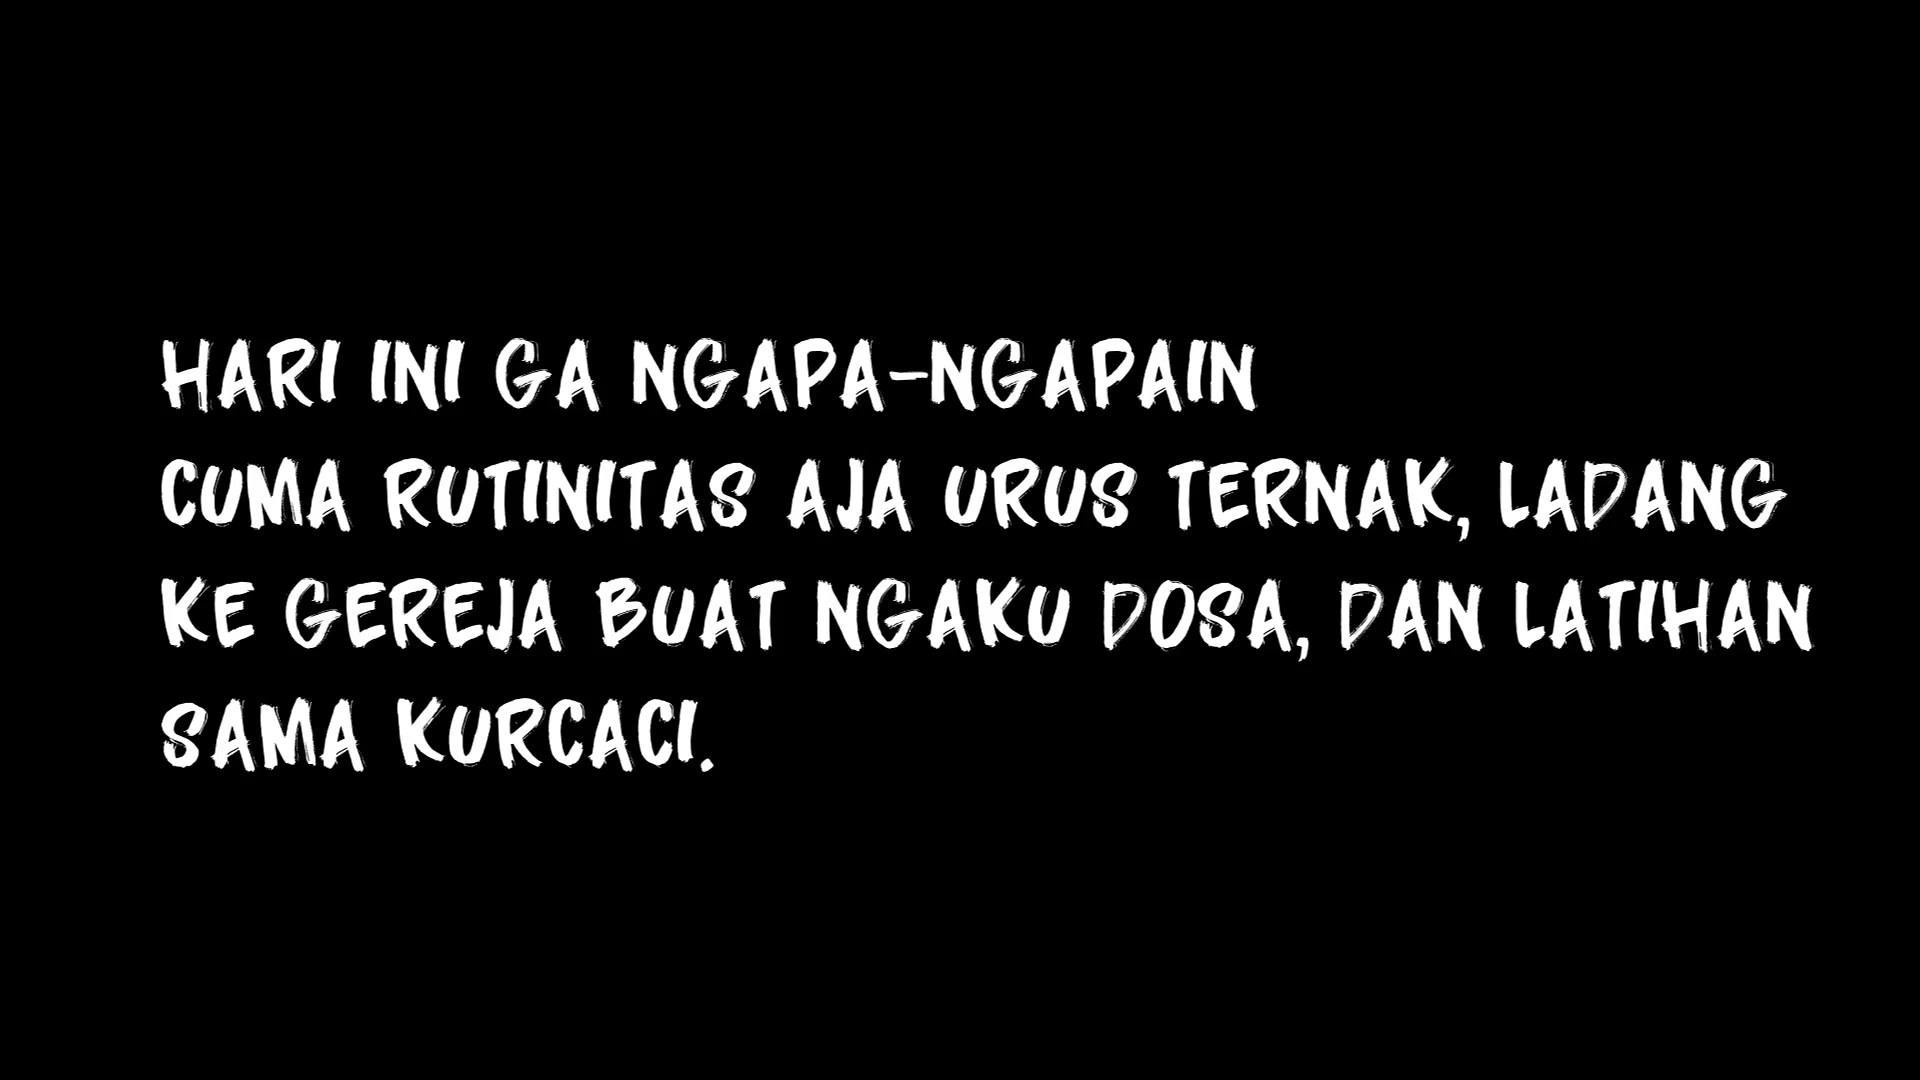 HARI INI GA NGAPA-NGAPAIN
CUMA RUTINITAS AJA URUS TERNAK, LADANG
KE GEREJA BUAT NGAKU DOSA, DAN LATIHAN
SAMA KURCACI.